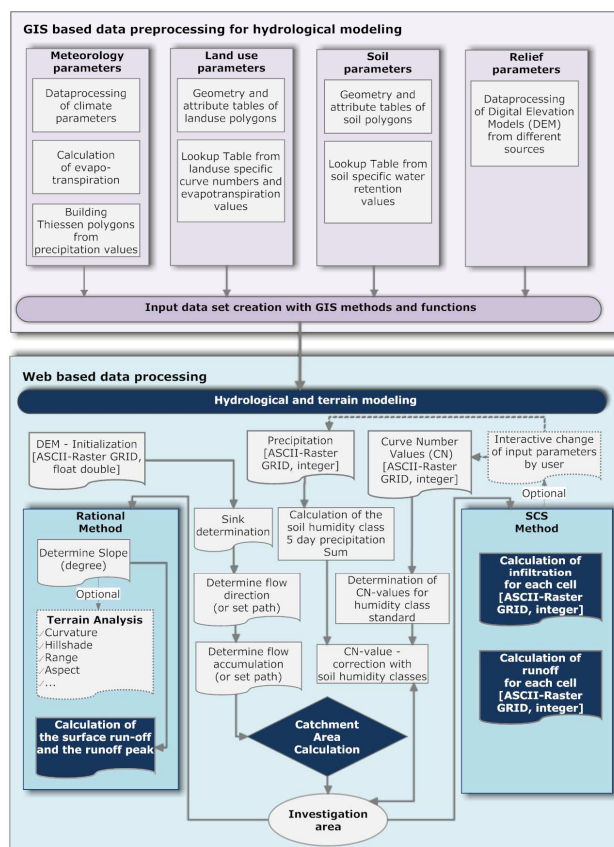 GIS based data preprocessing for hydrological modeling
Meteorology
parameters
Dataprocessing
of climate
parameters
Calculation
of evapo-
transpiration
Building
Thiessen polygons
from
precipitation values
Land use
parameters
Geometry and
attribute tables of
landuse polygons
Lookup Table from
landuse specific
curve numbers and
evapotranspiration
values
Soil
parameters
Geometry and
attribute tables of
soil polygons
Lookup Table from
soil specific water
retention
values
Relief
parameters
Dataprocessing
of Digital Elevation
Models (DEM)
from different
sources
Input data set creation with GIS methods and functions
Web based data processing
Hydrological and terrain modeling
DEM - Initialization
[ASCII-Raster GRID,
float double]
Precipitation
[ASCII-Raster
GRID, integer]
Curve Number
Values (CN)
[ASCII-Raster
GRID, integer]
Interactive change
of input parameters
by user
Optional
Rational
Method
Determine Slope
(degree)
Optional
Terrain Analysis
Curvature
Hillshade
Range
Aspect
...
Calculation of
the surface run-off
and the runoff peak
Sink
determination
Determine flow
direction
(or set path)
Determine flow
accumulation
(or set path)
Calculation of the
soil humidity class
5 day precipitation
Sum
Determination of
CN-values for
humidity class
standard
CN-value -
correction with
soil humidity classes
Catchment
Area
Calculation
Investigation
area
SCS
Method
Calculation of
infiltration
for each cell
[ASCII-Raster
GRID, integer]
Calculation of
runoff
for each cell
[ASCII-Raster
GRID, integer]